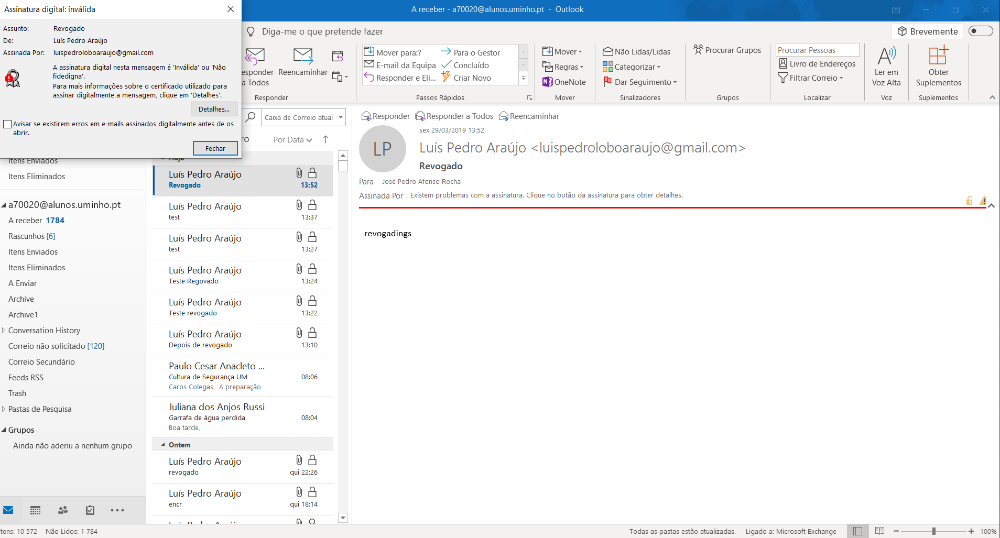 Assinatura digital: inválida
Assunto: Revogado
De: Luís Pedro Araújo
Assinada Por: luispedroloboaraujo@gmail.com
A assinatura digital nesta mensagem é 'Inválida' ou 'Não
fidedigna'.
Para mais informações sobre o certificado utilizado para
assinar digitalmente a mensagem, clique em 'Detalhes'.
Detalhes...
Avisar se existirem erros em e-mails assinados digitalmente antes de os
abrir.
Fechar
A receber - a70020@alunos.uminho.pt - Outlook
Diga-me o que pretende fazer
Brevemente
esponder
a Todos
Reencaminhar
Responder
Mover para:?
E-mail da Equipa
Responder e Eli...
Para o Gestor
Concluído
Criar Novo
Passos Rápidos
Mover
Regras
OneNote
Mover
Não Lidas/Lidas
Categorizar
Dar Seguimento
Sinalizadores
Procurar Grupos
Grupos
Procurar Pessoas
Livro de Endereços
Filtrar Correio
Localizar
Ler em
Voz Alta
Voz
Obter
Suplementos
Suplementos
Caixa de Correio atual
ro
Por Data
Itens Enviados
Itens Eliminados
a70020@alunos.uminho.pt
A receber 1784
Rascunhos [6]
Itens Enviados
Itens Eliminados
A Enviar
Archive
Archive1
Conversation History
Correio não solicitado [120]
Correio Secundário
Feeds RSS
Trash
Pastas de Pesquisa
Grupos
Ainda não aderiu a nenhum grupo
Hoje
Luís Pedro Araújo
Revogado 13:52
Luís Pedro Araújo
test 13:37
Luís Pedro Araújo
test 13:27
Luís Pedro Araújo
Teste Regovado 13:24
Luís Pedro Araújo
Teste revogado 13:22
Luís Pedro Araújo
Depois de revogado 13:10
Paulo Cesar Anacleto ...
Cultura de Segurança UM 08:06
Caros Colegas, A preparação
Juliana dos Anjos Russi
Garrafa de água perdida 08:04
Boa tarde,
Ontem
Luís Pedro Araújo
revogado qui 22:26
Luís Pedro Araújo
encr qui 18:14
Luís Pedro Araújo
Responder Responder a Todos Reencaminhar
LP
sex 29/03/2019 13:52
Luís Pedro Araújo <luispedroloboaraujo@gmail.com>
Revogado
Para José Pedro Afonso Rocha
Assinada Por Existem problemas com a assinatura. Clique no botão da assinatura para obter detalhes.
revogadings
tens: 10 572 Não Lidos: 1 784
Todas as pastas estão atualizadas. Ligado a: Microsoft Exchange 100%